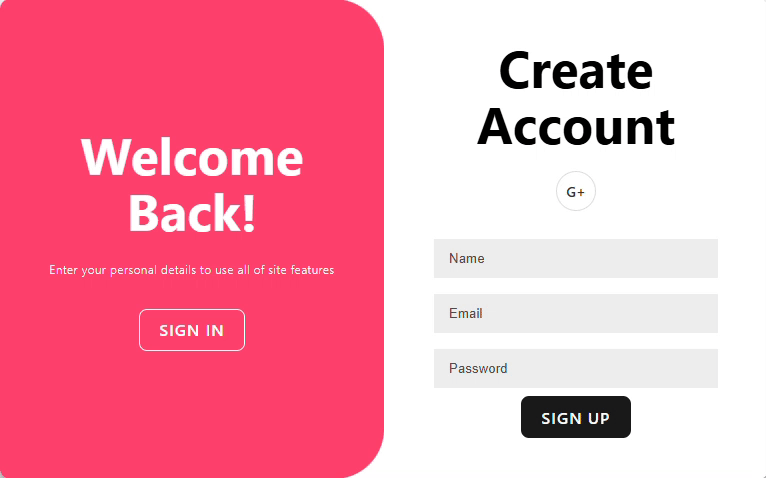 Welcome
Back!
Enter your personal details to use all of site features
SIGN IN
Create
Account
G+
Name
Email
Password
SIGN UP